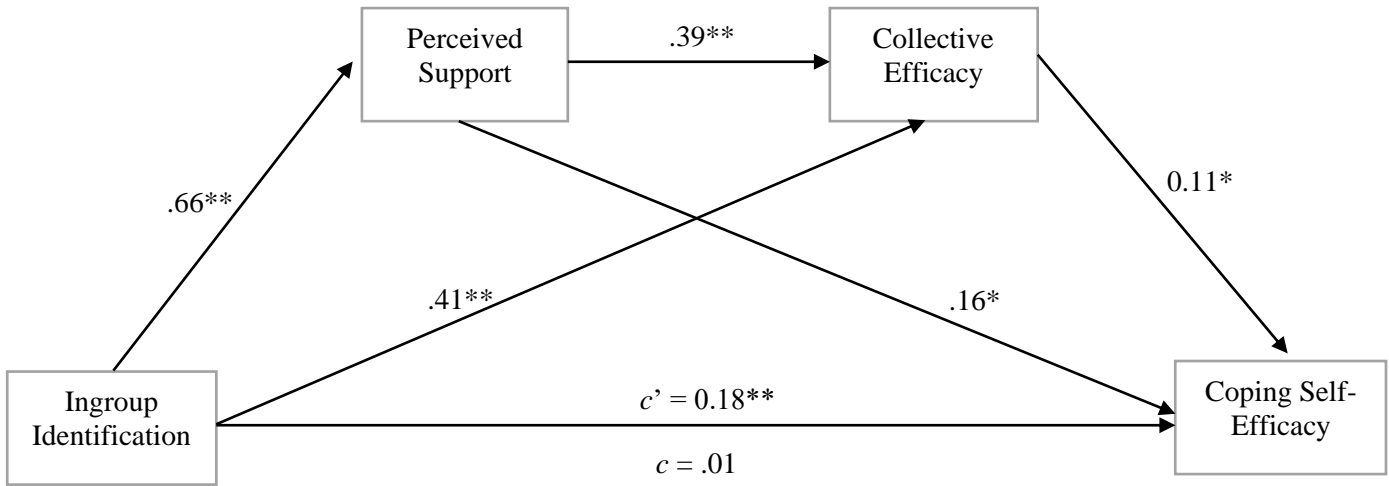 Perceived
Support
.39**
Collective
Efficacy
.66**
0.11*
.41**
.16*
Ingroup
Identification
c’ = 0.18**
c = .01
Coping Self-
Efficacy